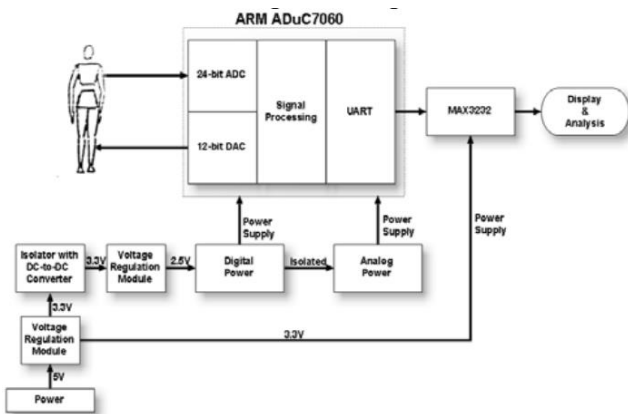 ARM ADuC7060
24-bit ADC
12-bit DAC
Signal
Processing
UART
MAX3232
Display
&
Analysis
Power
Supply
Power
Supply
Power
Supply
Isolator with
DC-to-DC
Converter
3.3V
Voltage
Regulation
Module
2.5V
Digital
Power
Isolated
Analog
Power
3.3V
Voltage
Regulation
Module
3.3V
5V
Power